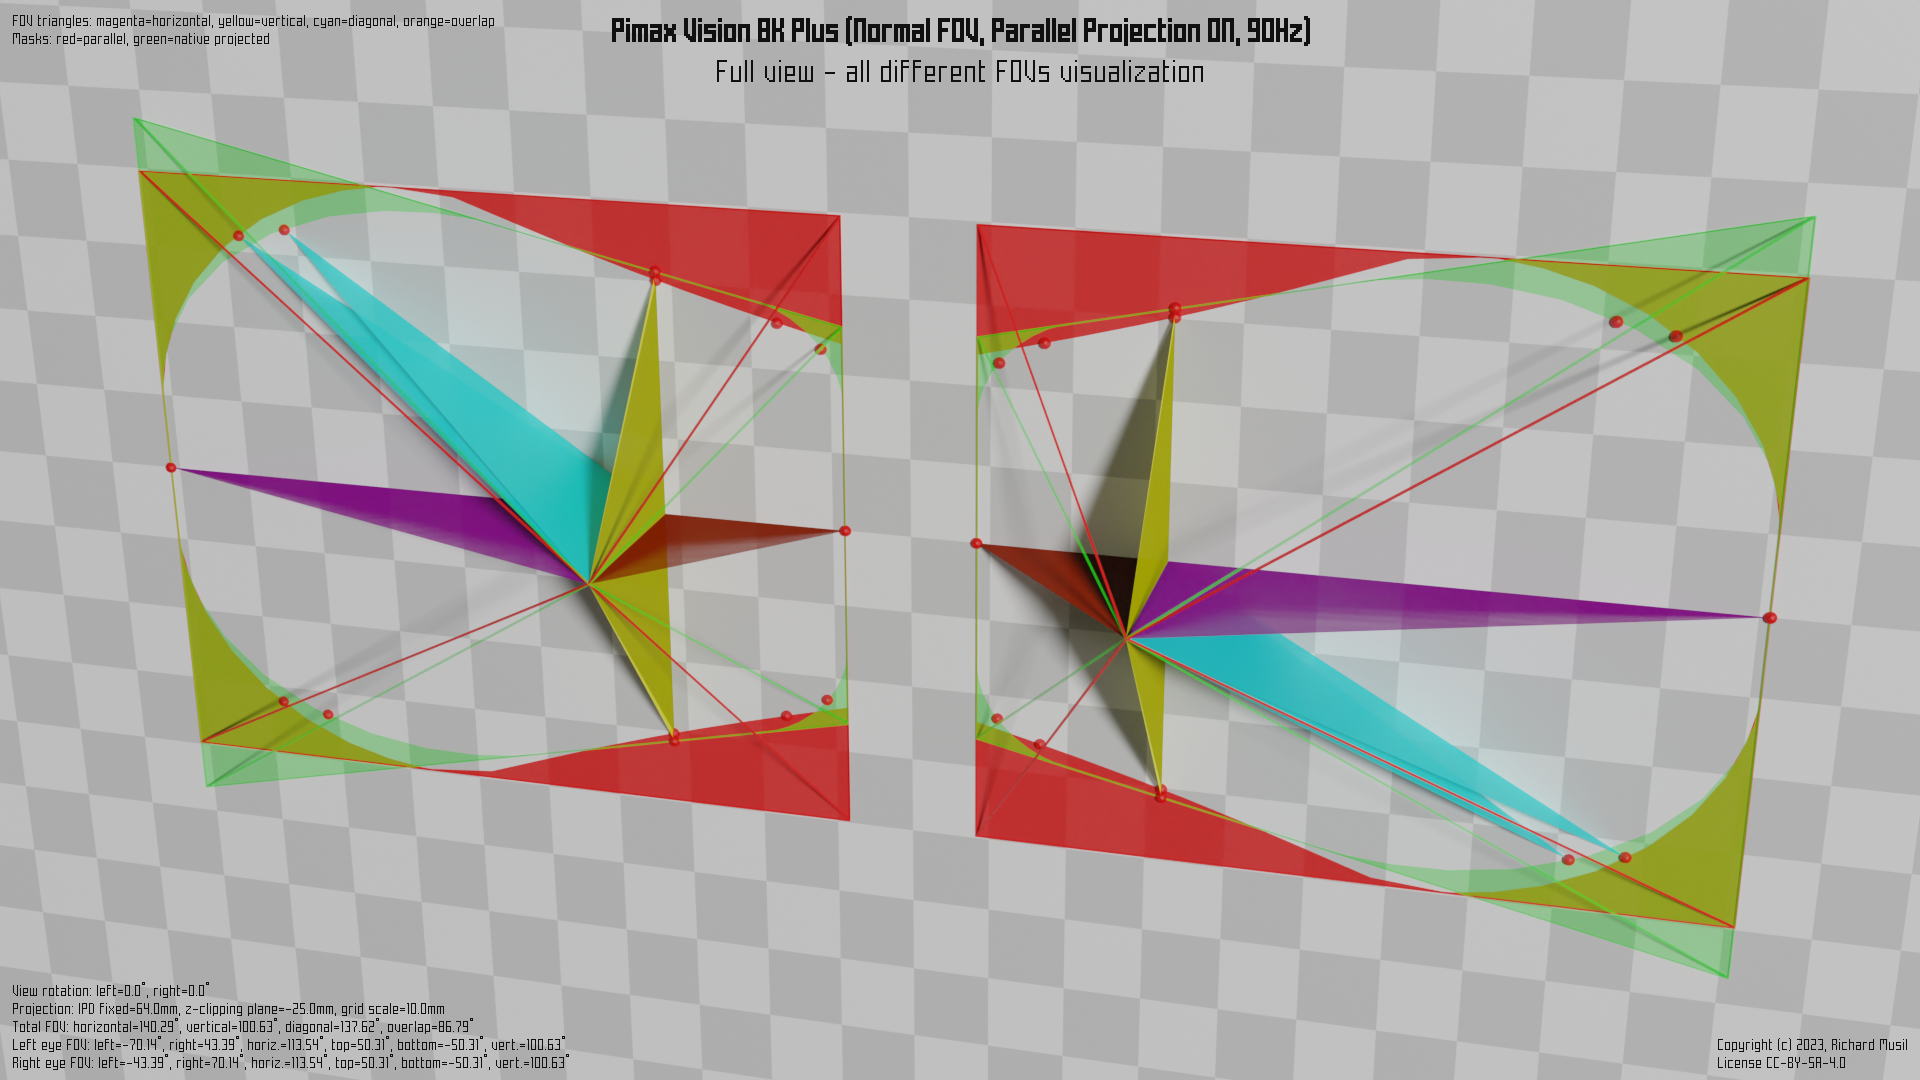 FOV triangles: magenta=horizontal, yellow=vertical, cyan=diagonal, orange=overlap
Masks: red=parallel, green=native projected
Pimax Vision 8K Plus (Normal FOV, Parallel Projection ON, 90Hz)
Full view - all different FOVs visualization
View rotation: left=0.0°, right=0.0°
Projection: IPD fixed=64.0mm, z-clipping plane=-25.0mm, grid scale=10.0mm
Total FOV: horizontal=140.29°, vertical=100.63°, diagonal=137.62°, overlap=86.79°
Left eye FOV: left=-70.14°, right=43.39°, horiz.=113.54°, top=50.31°, bottom=-50.31°, vert.=100.63°
Right eye FOV: left=-43.39°, right=70.14°, horiz.=113.54°, top=50.31°, bottom=-50.31°, vert.=100.63°
Copyright (c) 2023, Richard Musil
License CC-BY-SA-4.0